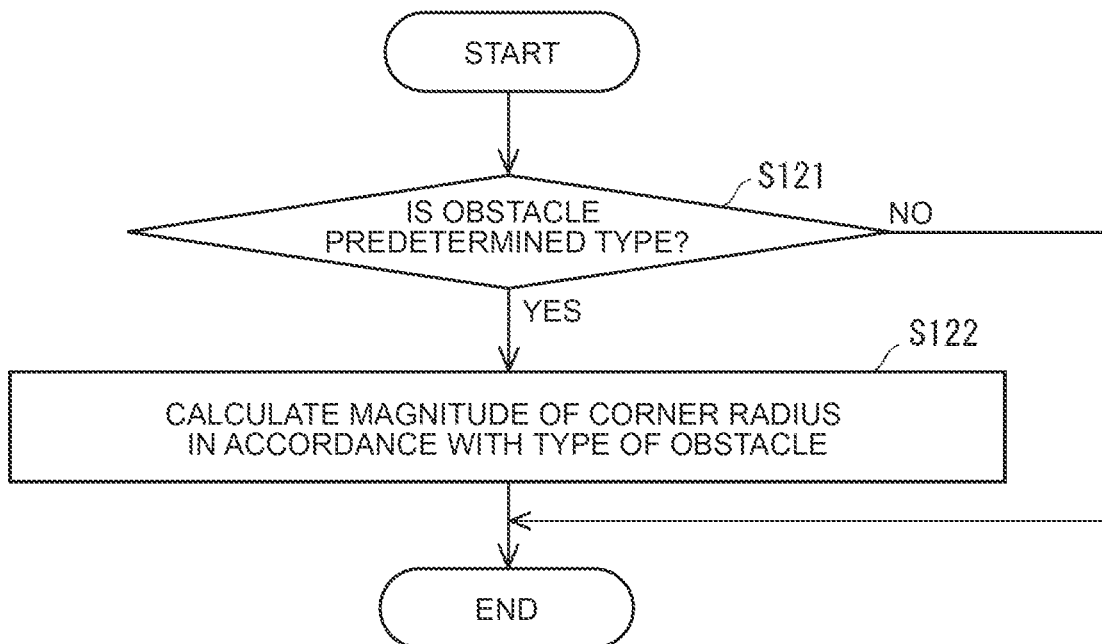 START
S121
IS OBSTACLE
PREDETERMINED TYPE?
NO
YES
S122
CALCULATE MAGNITUDE OF CORNER RADIUS
IN ACCORDANCE WITH TYPE OF OBSTACLE
END